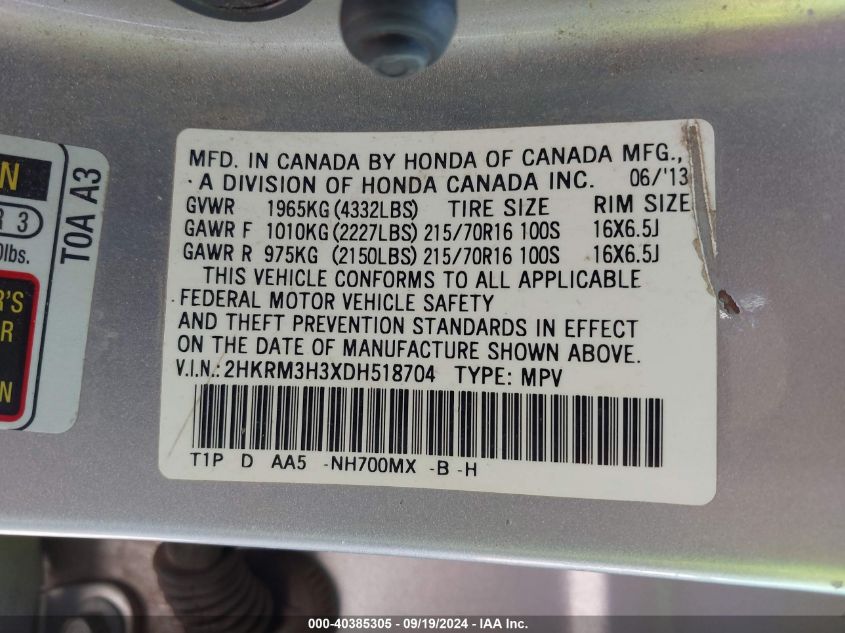 MFD. IN CANADA BY HONDA OF CANADA MFG.,
A DIVISION OF HONDA CANADA INC. 06/'13
GVWR 1965KG (4332LBS) TIRE SIZE RIM SIZE
GAWR F 1010KG (2227LBS) 215/70R16 100S 16X6.5J
GAWR R 975KG (2150LBS) 215/70R16 100S 16X6.5J
THIS VEHICLE CONFORMS TO ALL APPLICABLE
FEDERAL MOTOR VEHICLE SAFETY
AND THEFT PREVENTION STANDARDS IN EFFECT
ON THE DATE OF MANUFACTURE SHOWN ABOVE.
V.I.N.: 2HKRM3H3XDH518704 TYPE: MPV
T1P D AA5 -NH700MX -B -H
N
R 3
0lbs.
TOA A3
R'S
R
N
000-40385305 - 09/19/2024 - IAA Inc.